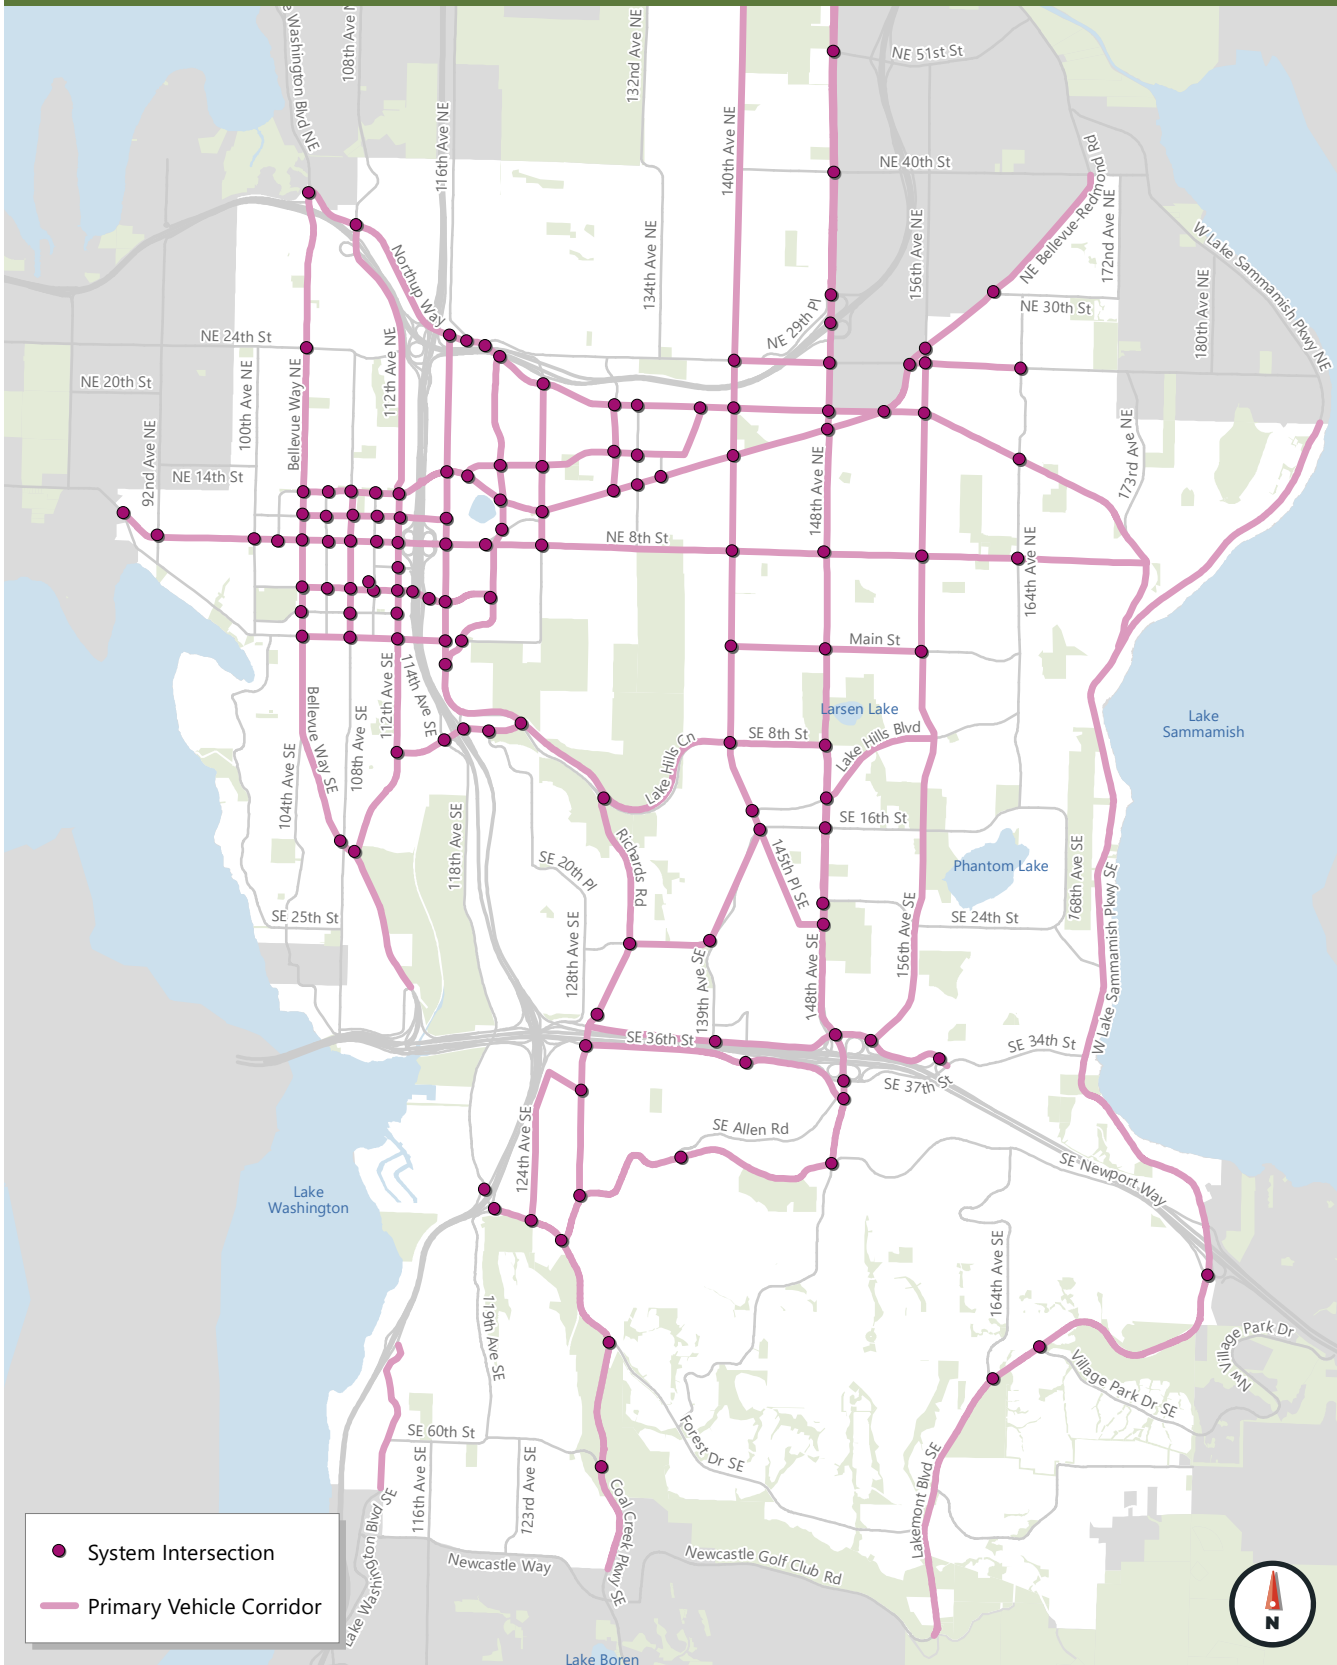 Lake Washington Blvd NE
108th Ave N
132nd Ave NE
NE 51st St
116th Ave NE
140th Ave NE
NE 40th St
NE Bellevue-Redmond Rd
172nd Ave NE
134th Ave NE
156th Ave NE
W Lake Sammamish Pkwy NE
Northup Way
NE 29th Pl
NE 30th St
180th Ave NE
NE 24th St
112th Ave NE
NE 20th St
100th Ave NE
Bellevue Way NE
92nd Ave NE
NE 14th St
148th Ave NE
173rd Ave NE
NE 8th St
164th Ave NE
Main St
112th Ave SE
114th Ave SE
Bellevue Way SE
108th Ave SE
104th Ave SE
Larsen Lake
SE 8th St
Lake Hills Blvd
Lake Hills Cn
Lake
Sammamish
118th Ave SE
SE 16th St
Richards Rd
SE 20th Pl
145th Pl SE
Phantom Lake
168th Ave SE
SE 25th St
128th Ave SE
SE 24th St
156th Ave SE
W Lake Sammamish Pkwy SE
139th Ave SE
148th Ave SE
SE 36th St
SE 34th St
SE 37th St
124th Ave SE
SE Allen Rd
SE Newport Way
Lake
Washington
164th Ave SE
119th Ave SE
Village Park Dr
NW Village
Village Park Dr SE
SE 60th St
Forest Dr SE
116th Ave SE
123rd Ave SE
Lakemont Blvd SE
Coal Creek Pkwy SE
Lake Washington Blvd SE
Newcastle Way
Newcastle Golf Club Rd
Lake Boren
System Intersection
Primary Vehicle Corridor
N